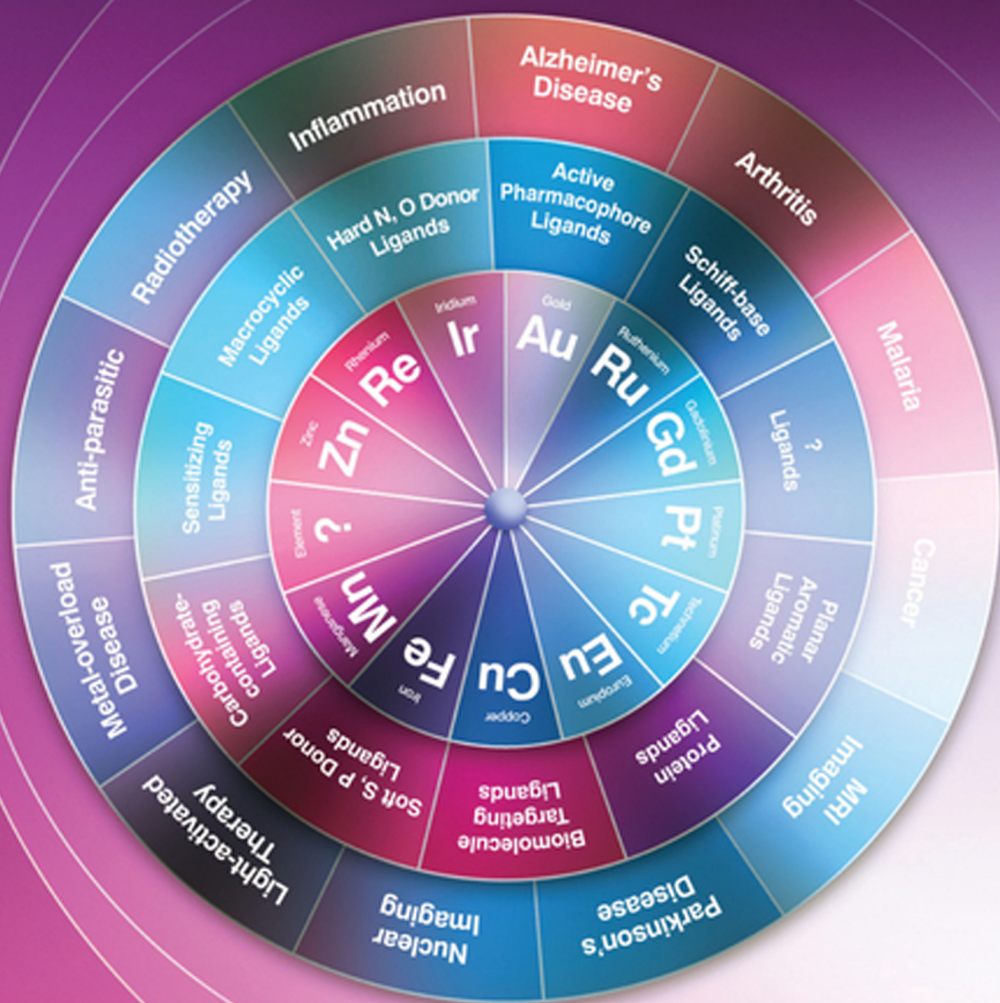 Alzheimer's
Disease
Arthritis
Malaria
Cancer
MRI
Imaging
Parkinson's
Disease
Nuclear
Imaging
Light-activated
Therapy
Metal-overload
Disease
Anti-parasitic
Radiotherapy
Inflammation
Active
Pharmacophore
Ligands
Schiff-base
Ligands
?
Ligands
Planar
Aromatic
Ligands
Protein
Ligands
Biomolecule
Targeting
Ligands
Soft S, P Donor
Ligands
Carbohydrate-
containing
Ligands
Sensitizing
Ligands
Macrocyclic
Ligands
Hard N, O Donor
Ligands
Gold
Au
Ruthenium
Ru
Gadolinium
Gd
Platinum
Pt
Technetium
Tc
Europium
Eu
Copper
Cu
Iron
Fe
Manganese
Mn
Element
?
Zinc
Zn
Rhenium
Re
Iridium
Ir